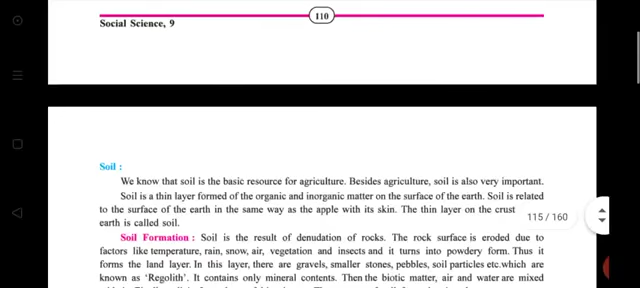 110
Social Science, 9
Soil :
We know that soil is the basic resource for agriculture. Besides agriculture, soil is also very important.
Soil is a thin layer formed of the organic and inorganic matter on the surface of the earth. Soil is related
to the surface of the earth in the same way as the apple with its skin. The thin layer on the crust
earth is called soil.
115 / 160
Soil Formation : Soil is the result of denudation of rocks. The rock surface is eroded due to
factors like temperature, rain, snow, air, vegetation and insects and it turns into powdery form. Thus it
forms the land layer. In this layer, there are gravels, smaller stones, pebbles, soil particles etc.which are
known as 'Regolith'. It contains only mineral contents. Then the biotic matter, air and water are mixed